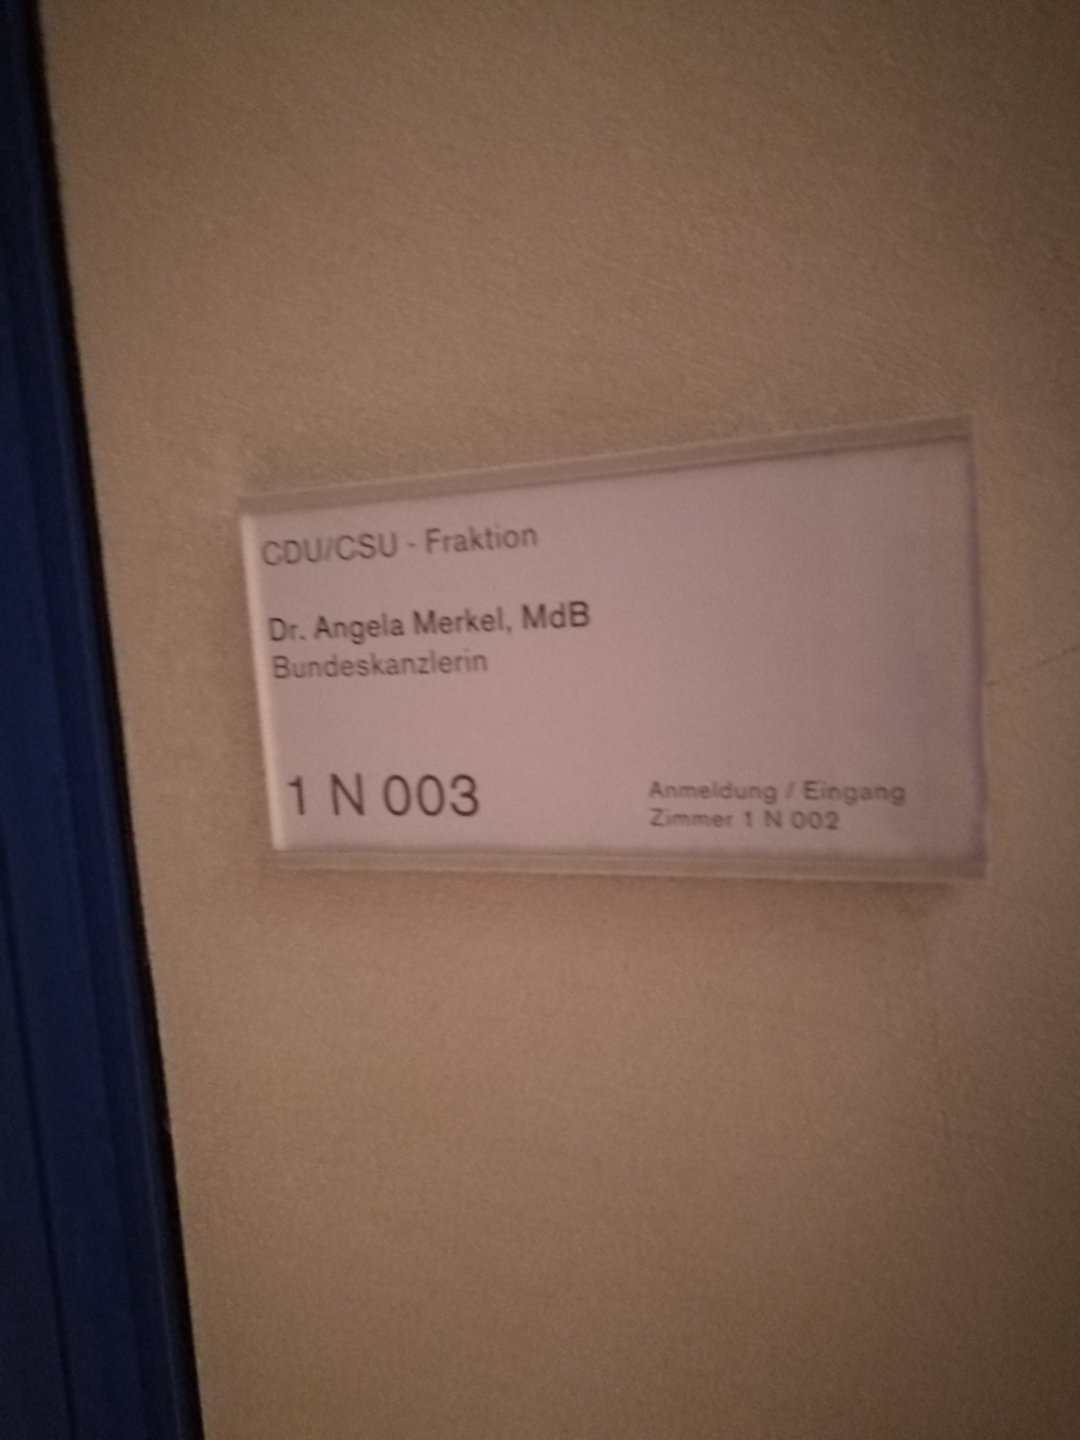 CDU/CSU - Fraktion
Dr. Angela Merkel, MdB
Bundeskanzlerin
1 N 003
Anmeldung / Eingang
Zimmer 1 N 002